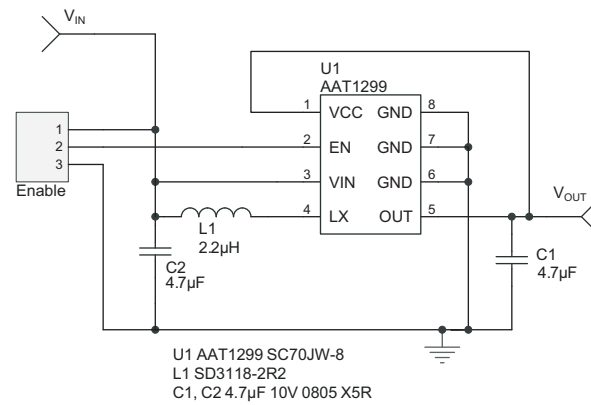 VIN
U1
AAT1299
1 VCC GND 8
1
2
3
Enable
2 EN GND 7
3 VIN GND 6
4 LX OUT 5
VOUT
L1
2.2µH
C2
4.7µF
C1
4.7µF
U1 AAT1299 SC70JW-8
L1 SD3118-2R2
C1, C2 4.7µF 10V 0805 X5R